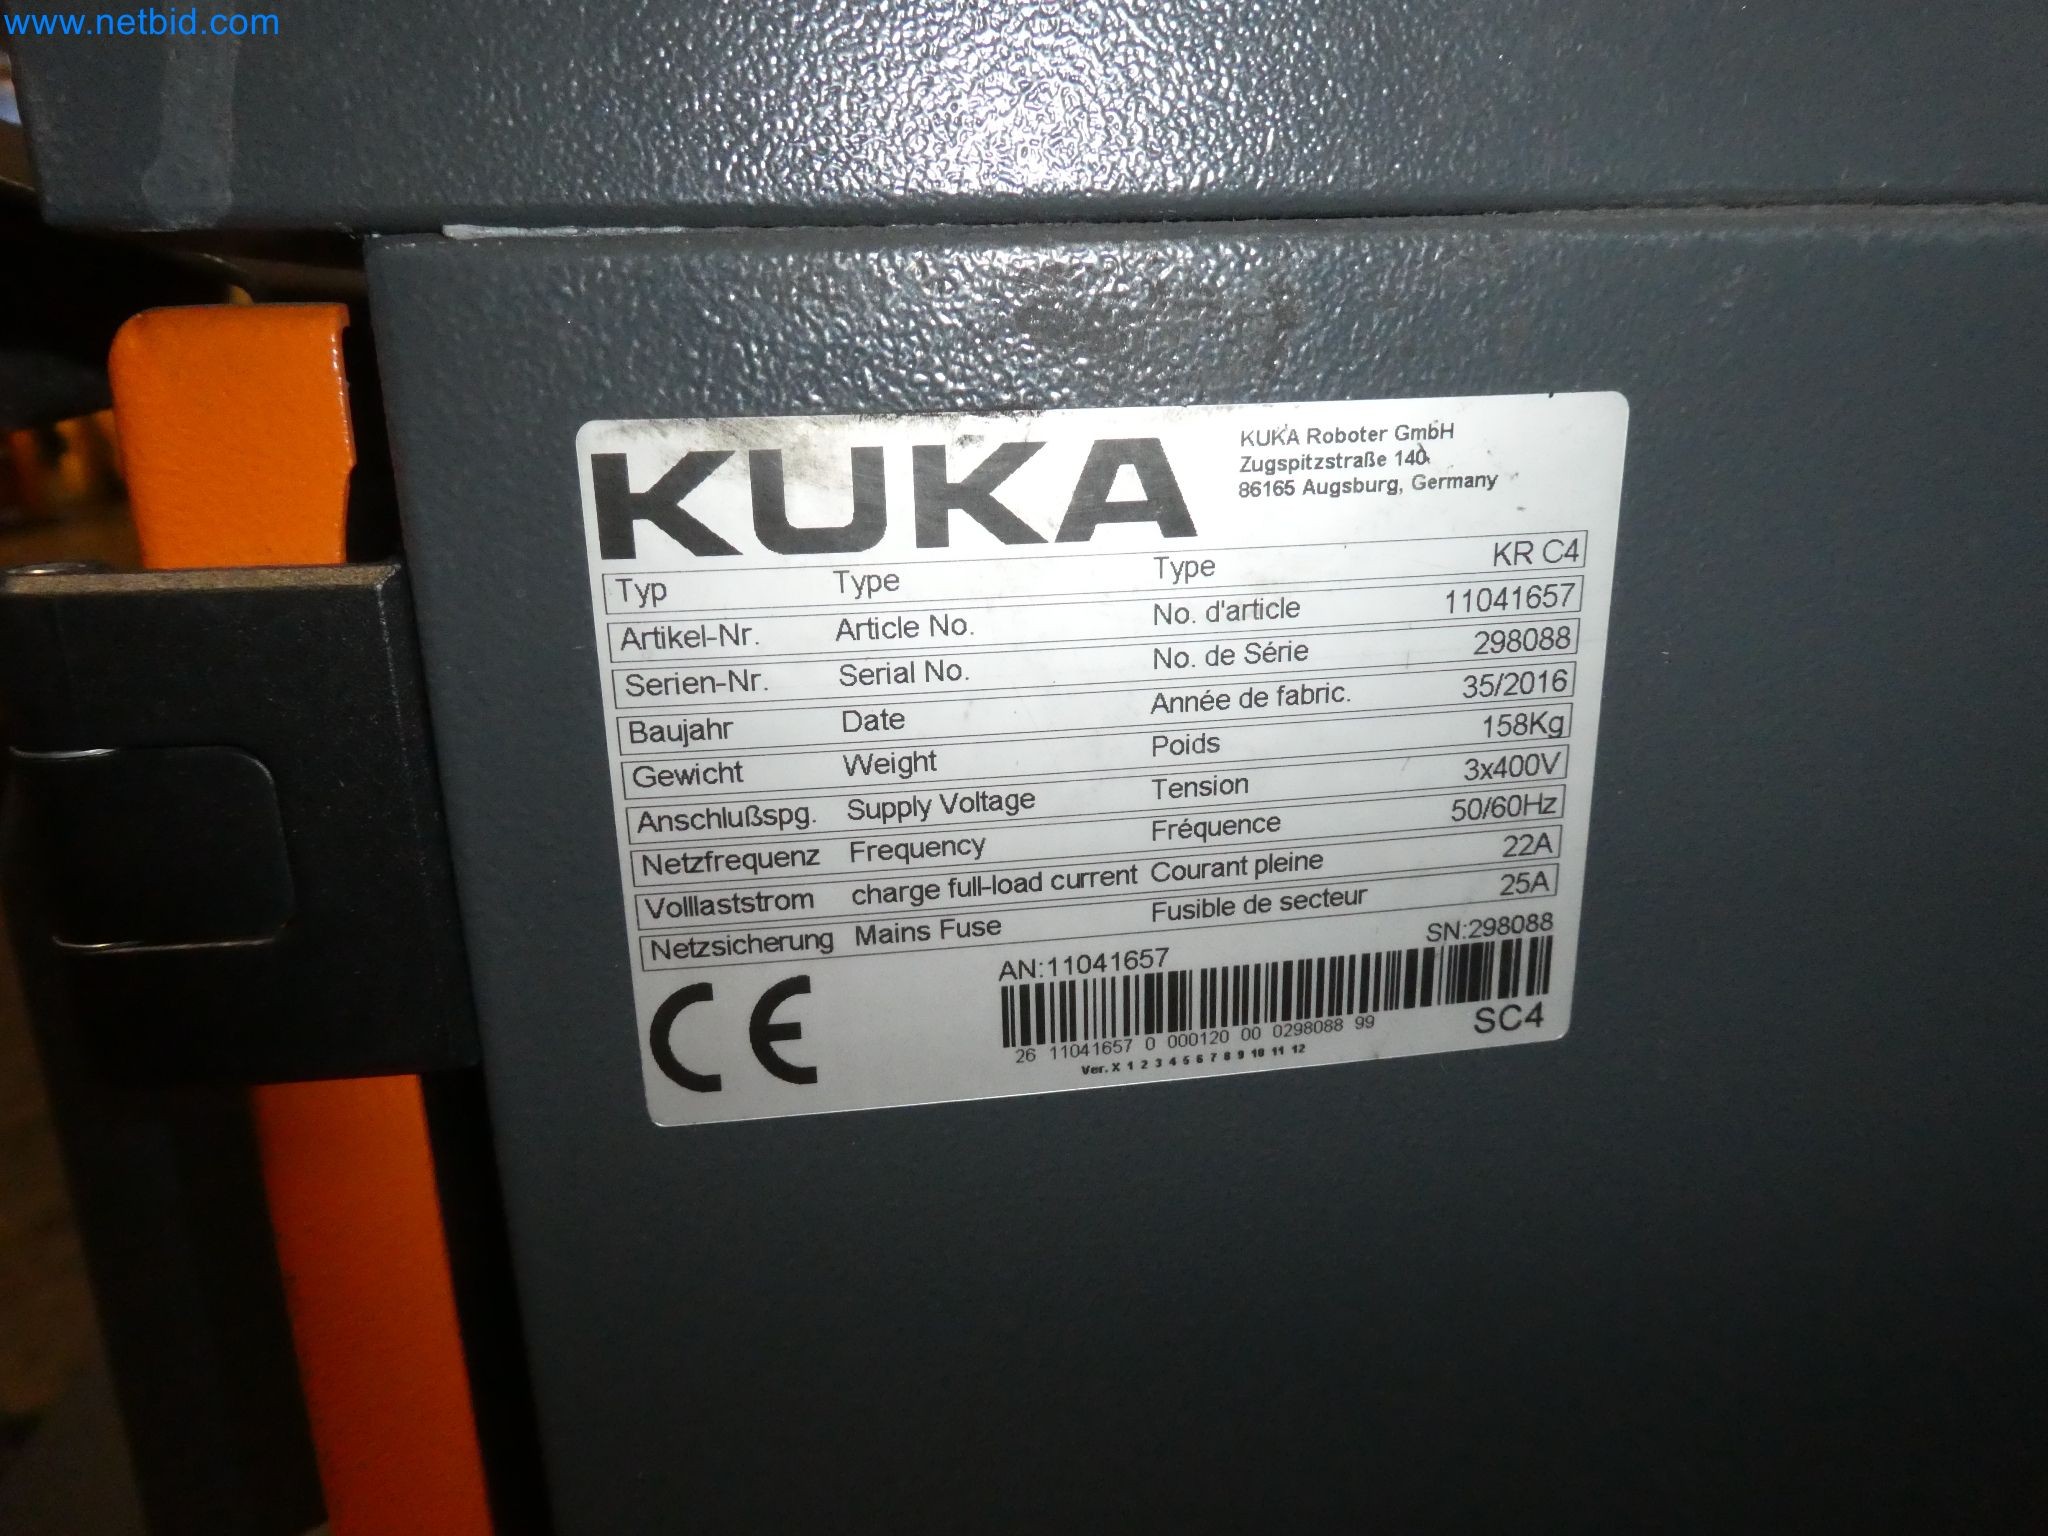 www.netbid.com
KUKA
KUKA Roboter GmbH
Zugspitzstraße 140
86165 Augsburg, Germany
Typ Type Type KR C4
Artikel-Nr. Article No. No. d'article 11041657
Serien-Nr. Serial No. No. de Série 298088
Baujahr Date Année de fabric. 35/2016
Gewicht Weight Poids 158Kg
Anschlußspg. Supply Voltage Tension 3x400V
Netzfrequenz Frequency Fréquence 50/60Hz
Volllaststrom charge full-load current Courant pleine 22A
Netzsicherung Mains Fuse Fusible de secteur 25A
CE
AN:11041657 SN:298088
26 11041657 0 000120 00 0298088 99 SC4
Ver. X 1 2 3 4 5 6 7 8 9 10 11 12